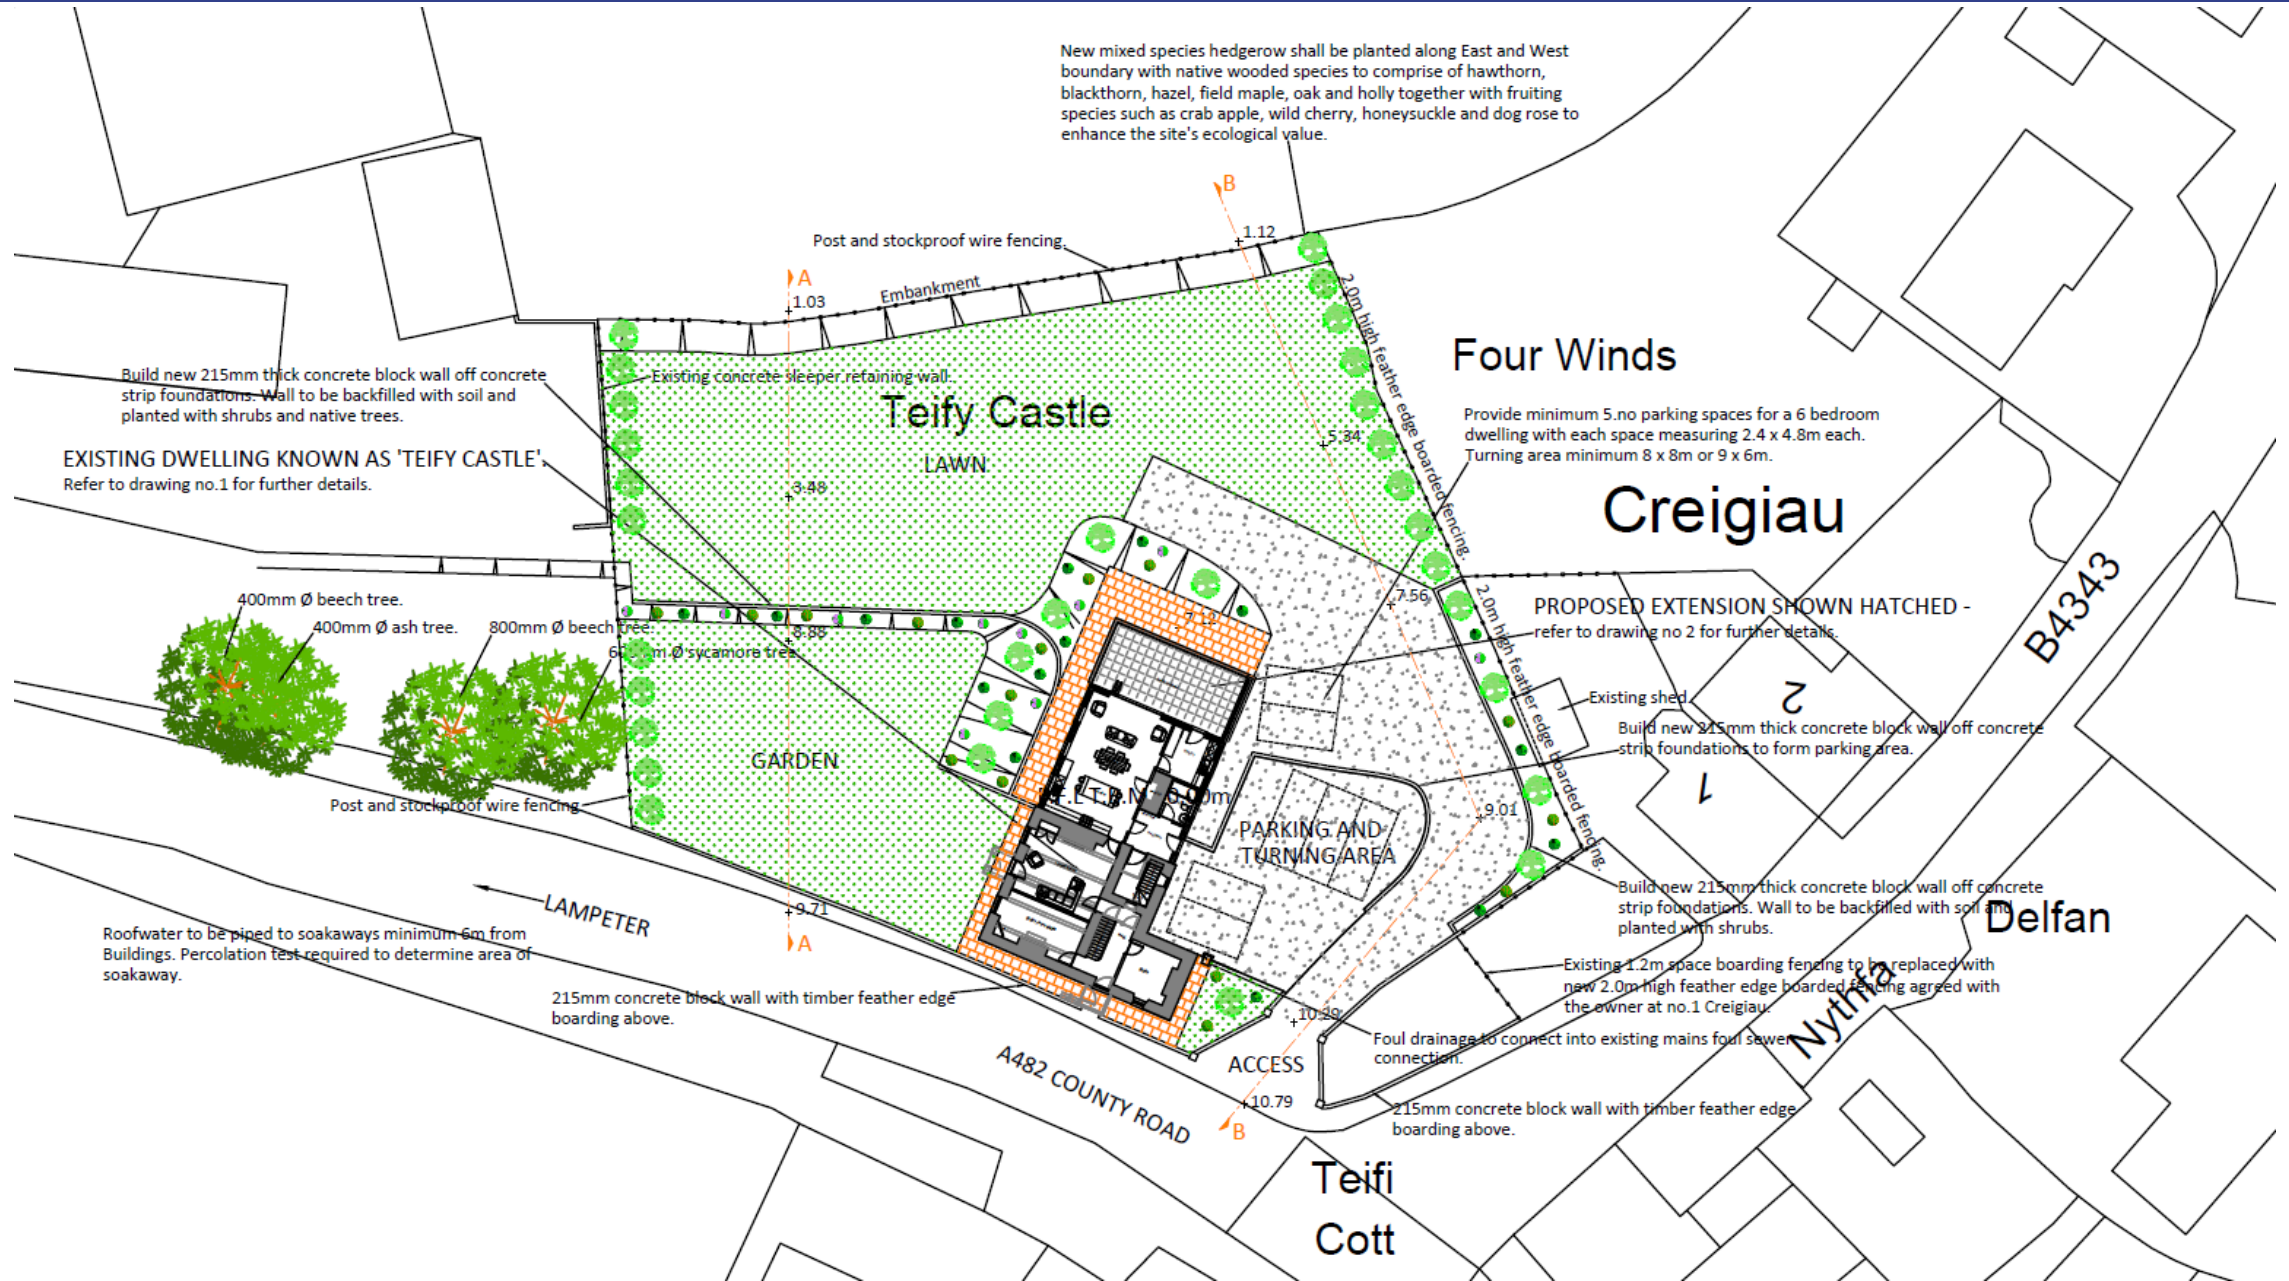 New mixed species hedgerow shall be planted along East and West
boundary with native wooded species to comprise of hawthorn,
blackthorn, hazel, field maple, oak and holly together with fruiting
species such as crab apple, wild cherry, honeysuckle and dog rose to
enhance the site's ecological value.
B
1.12
Post and stockproof wire fencing.
A
1.03
Embankment
2.0m high feather edge boarded fencing.
Four Winds
Build new 215mm thick concrete block wall off concrete
strip foundations. Wall to be backfilled with soil and
planted with shrubs and native trees.
Existing concrete sleeper retaining wall.
Teify Castle
LAWN
5.34
3.48
Provide minimum 5.no parking spaces for a 6 bedroom
dwelling with each space measuring 2.4 x 4.8m each.
Turning area minimum 8 x 8m or 9 x 6m.
EXISTING DWELLING KNOWN AS 'TEIFY CASTLE'.
Refer to drawing no.1 for further details.
Creigiau
B4343
400mm Ø beech tree.
400mm Ø ash tree.
800mm Ø beech tree.
Ø sycamore tree
8.88
7.12
7.56
2.0m high feather edge boarded fencing.
PROPOSED EXTENSION SHOWN HATCHED -
refer to drawing no 2 for further details.
Existing shed
2
1
Build new 215mm thick concrete block wall off concrete
strip foundations to form parking area.
GARDEN
Post and stockproof wire fencing
PARKING AND
TURNING AREA
9.01
LAMPETER
9.71
A
Build new 215mm thick concrete block wall off concrete
strip foundations. Wall to be backfilled with soil and
planted with shrubs.
Delfan
Roofwater to be piped to soakaways minimum 6m from
Buildings. Percolation test required to determine area of
soakaway.
215mm concrete block wall with timber feather edge
boarding above.
Existing 1.2m space boarding fencing to be replaced with
new 2.0m high feather edge boarded fencing agreed with
the owner at no.1 Creigiau.
Nythfa
10.29
Foul drainage to connect into existing mains foul sewer
connection.
ACCESS
A482 COUNTY ROAD
10.79
B
215mm concrete block wall with timber feather edge
boarding above.
Teifi
Cott